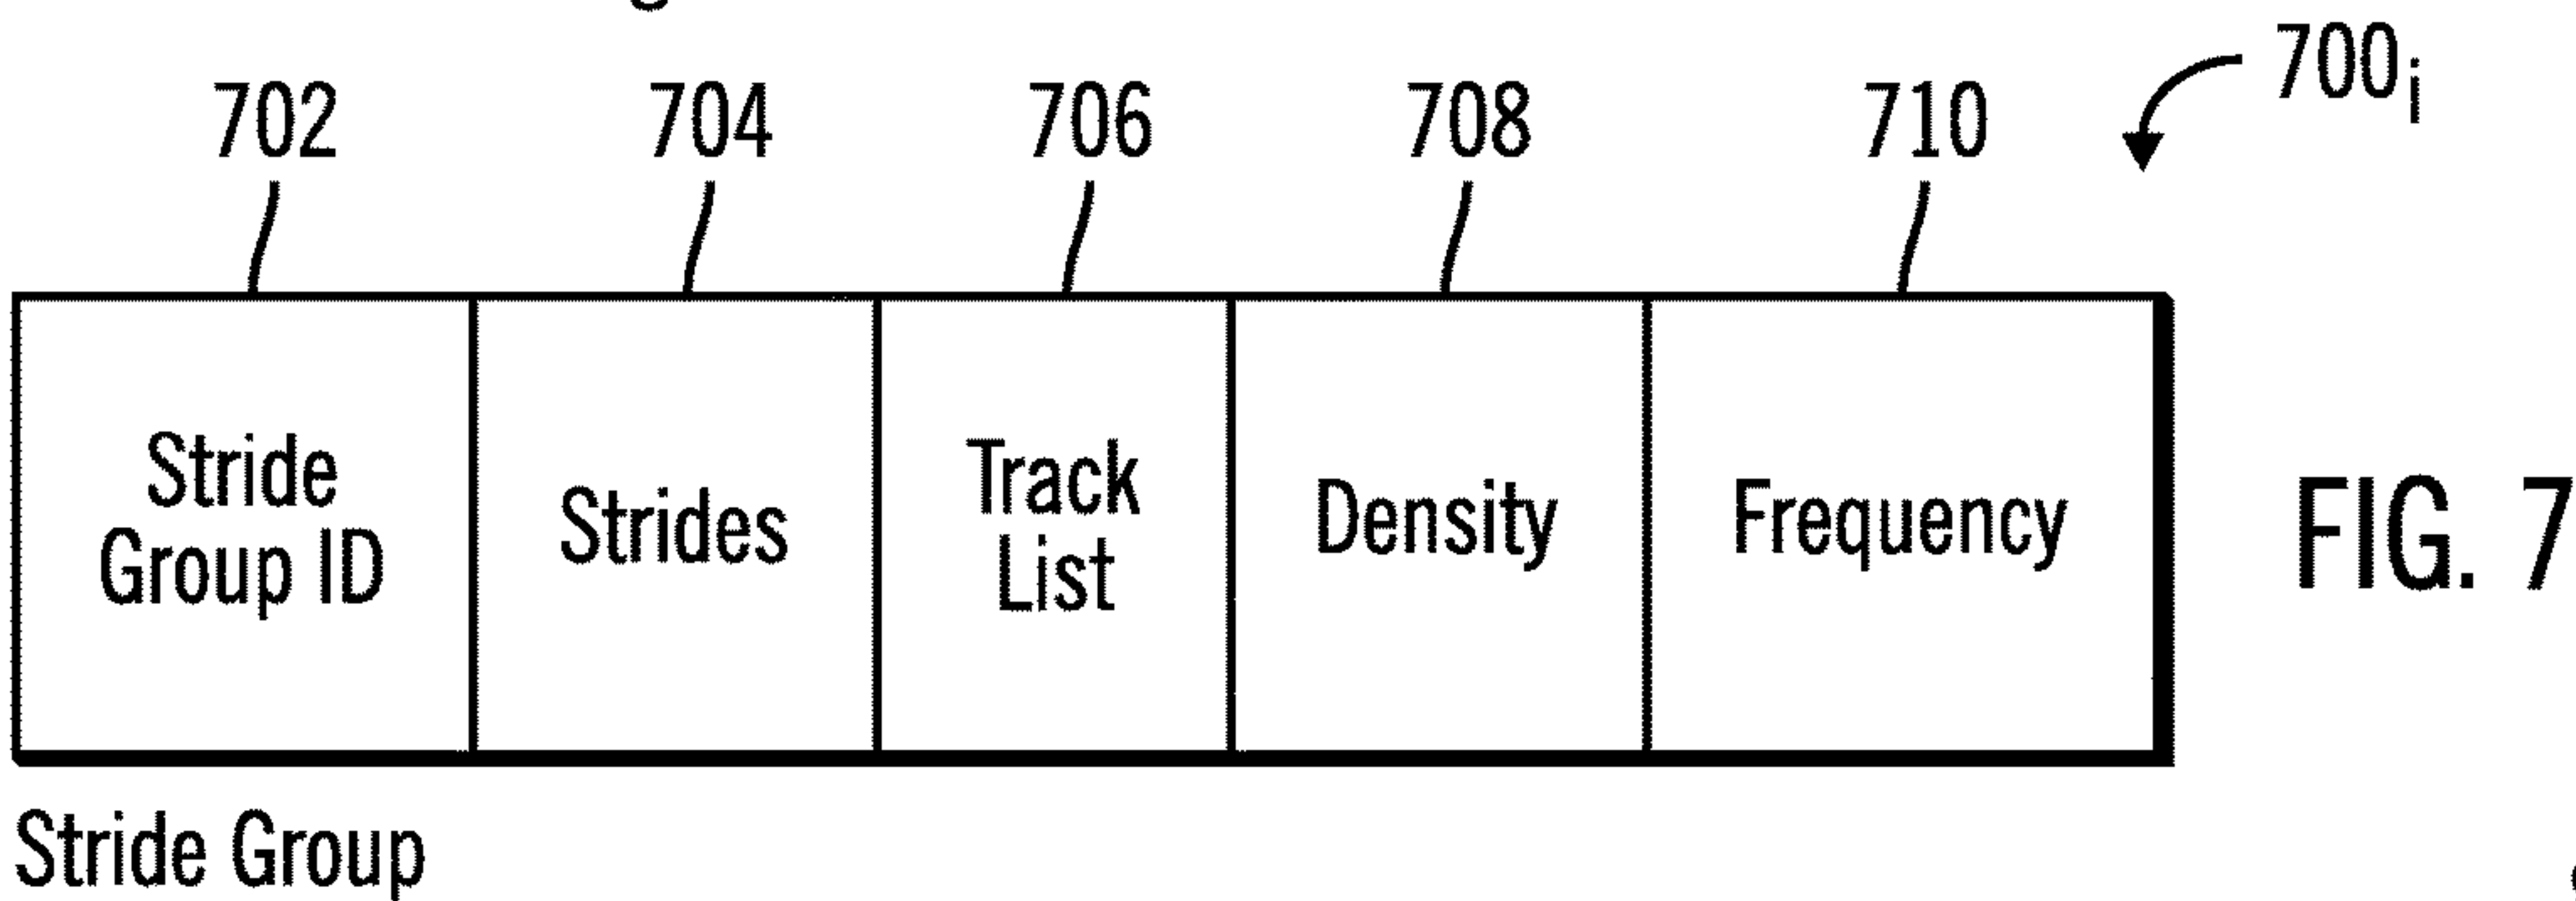 702 704 706 708 710 700i
Stride Group ID
Strides
Track List
Density
Frequency
FIG. 7
Stride Group